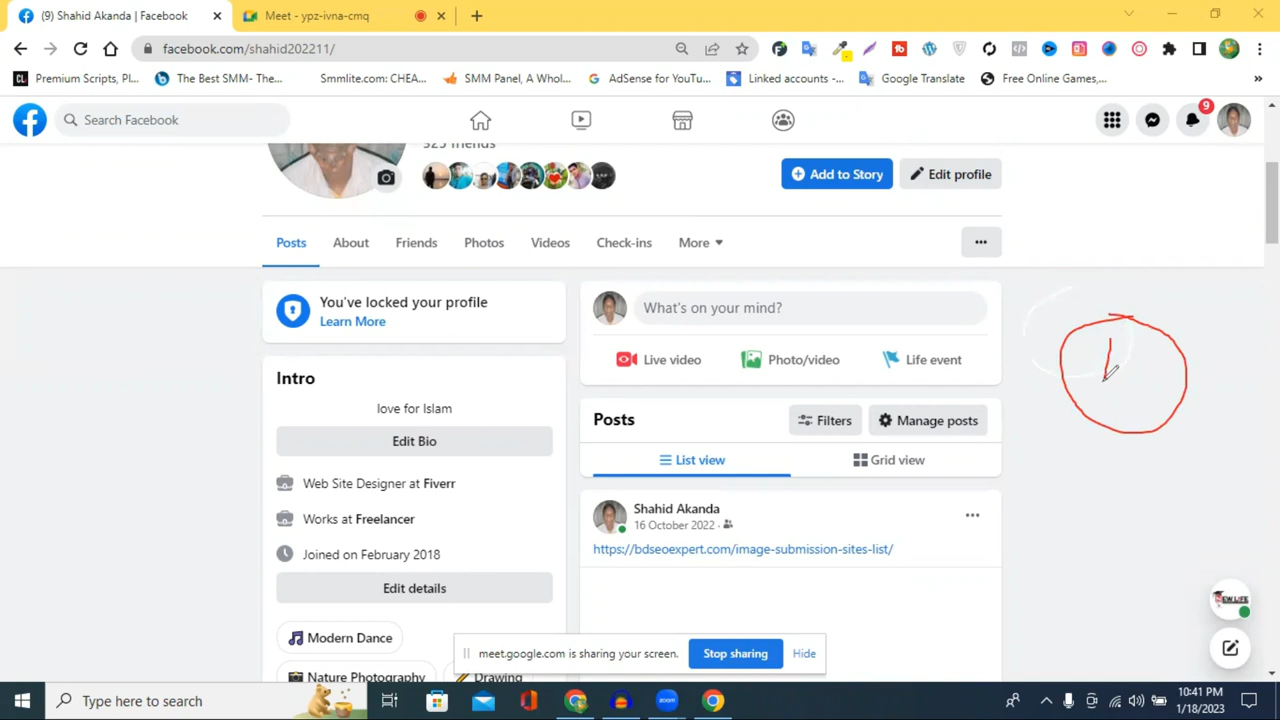 (9) Shahid Akanda | Facebook
Meet - ypz-ivna-cmq
facebook.com/shahid202211/
Premium Scripts, Pl...
The Best SMM- The...
Smmlite.com: CHEA...
SMM Panel, A Whol...
AdSense for YouTu...
Linked accounts -...
Google Translate
Free Online Games,...
Search Facebook
9
325 friends
Add to Story
Edit profile
Posts
About
Friends
Photos
Videos
Check-ins
More
You've locked your profile
Learn More
What's on your mind?
Live video
Photo/video
Life event
Intro
love for Islam
Edit Bio
Web Site Designer at Fiverr
Works at Freelancer
Joined on February 2018
Edit details
Modern Dance
Nature Photography
Drawing
Posts
Filters
Manage posts
List view
Grid view
Shahid Akanda
16 October 2022
https://bdseoexpert.com/image-submission-sites-list/
NEW LIFE
meet.google.com is sharing your screen.
Stop sharing
Hide
Type here to search
zoom
10:41 PM
1/18/2023